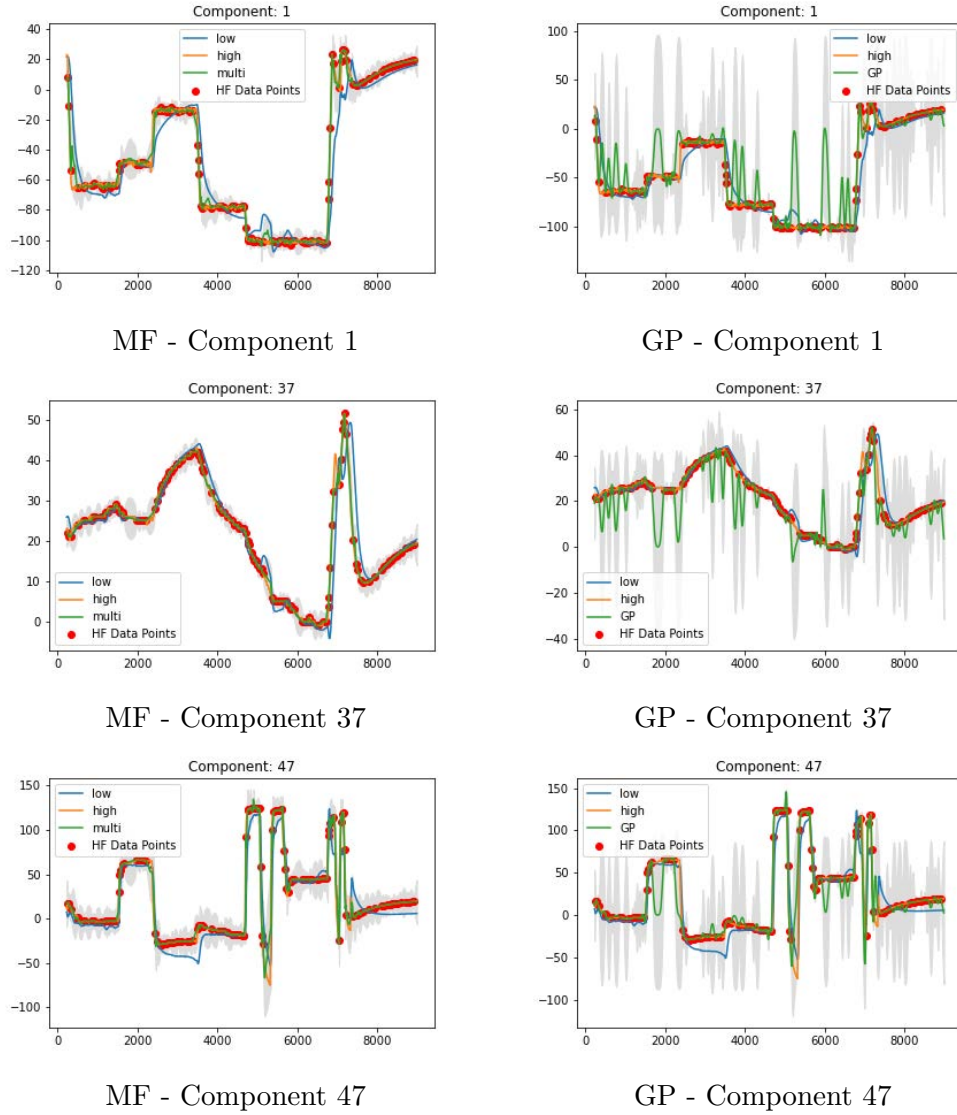 Component: 1
40
20
0
−20
−40
−60
−80
−100
−120
0 2000 4000 6000 8000
low
high
multi
HF Data Points
MF - Component 1
Component: 1
100
50
0
−50
−100
0 2000 4000 6000 8000
low
high
GP
HF Data Points
GP - Component 1
Component: 37
50
40
30
20
10
0
0 2000 4000 6000 8000
low
high
multi
HF Data Points
MF - Component 37
Component: 37
60
40
20
0
−20
−40
0 2000 4000 6000 8000
low
high
GP
HF Data Points
GP - Component 37
Component: 47
150
100
50
0
−50
−100
0 2000 4000 6000 8000
low
high
multi
HF Data Points
MF - Component 47
Component: 47
150
100
50
0
−50
−100
0 2000 4000 6000 8000
low
high
GP
HF Data Points
GP - Component 47